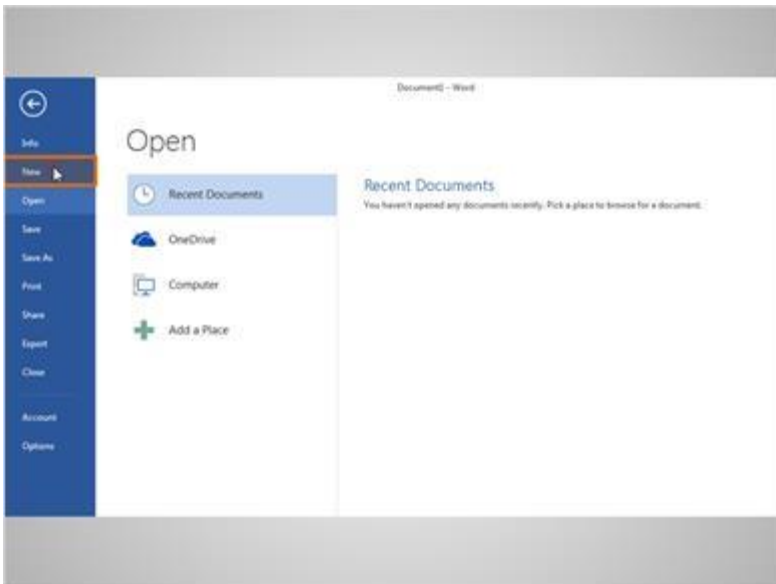 Document1 - Word
Info
New
Open
Save
Save As
Print
Share
Export
Close
Account
Options
Open
Recent Documents
OneDrive
Computer
Add a Place
Recent Documents
You haven't opened any documents recently. Pick a place to browse for a document.